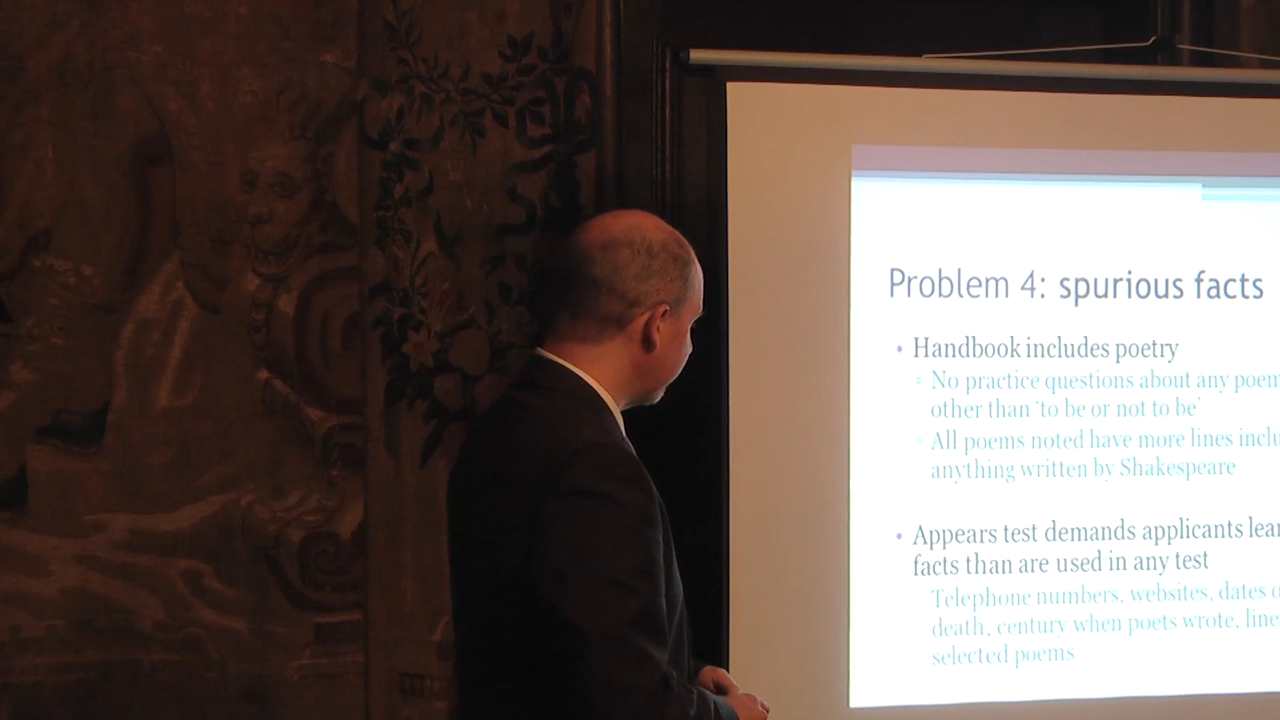 Problem 4: spurious facts
• Handbook includes poetry
▫ No practice questions about any poem
other than 'to be or not to be'
▫ All poems noted have more lines
anything written by Shakespeare
• Appears test demands applicants
facts than are used in any test
▫ Telephone numbers, websites, dates
death, century when poets wrote,
selected poems